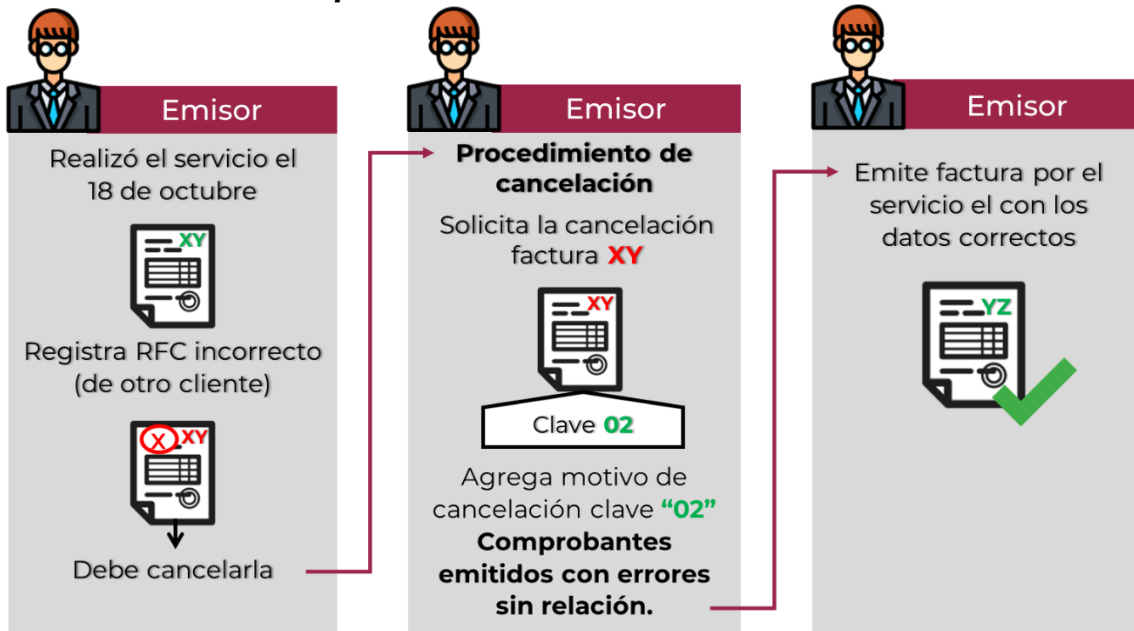 Emisor
Realizó el servicio el
18 de octubre
XY
Registra RFC incorrecto
(de otro cliente)
X XY
Debe cancelarla
Emisor
Procedimiento de
cancelación
Solicita la cancelación
factura XY
XY
Clave 02
Agrega motivo de
cancelación clave “02”
Comprobantes
emitidos con errores
sin relación.
Emisor
Emite factura por el
servicio el con los
datos correctos
YZ